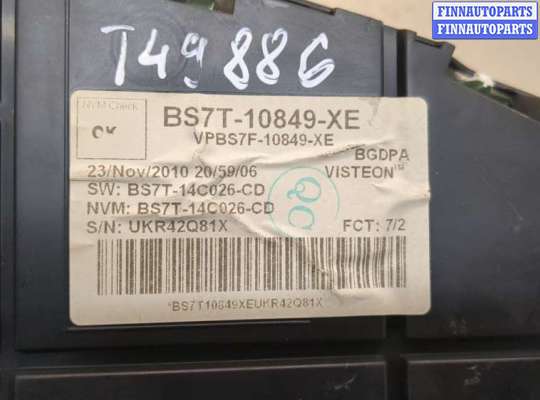 FINNAUTOPARTS
FINNAUTOPARTS
T49886
NVM Check
OK
BS7T-10849-XE
VPBS7F-10849-XE
BGDPA
23/Nov/2010 20/59/06
VISTEON
SW: BS7T-14C026-CD
NVM: BS7T-14C026-CD
QC
S/N: UKR42Q81X
FCT: 7/2
*BS7T10849XEUKR42Q81X